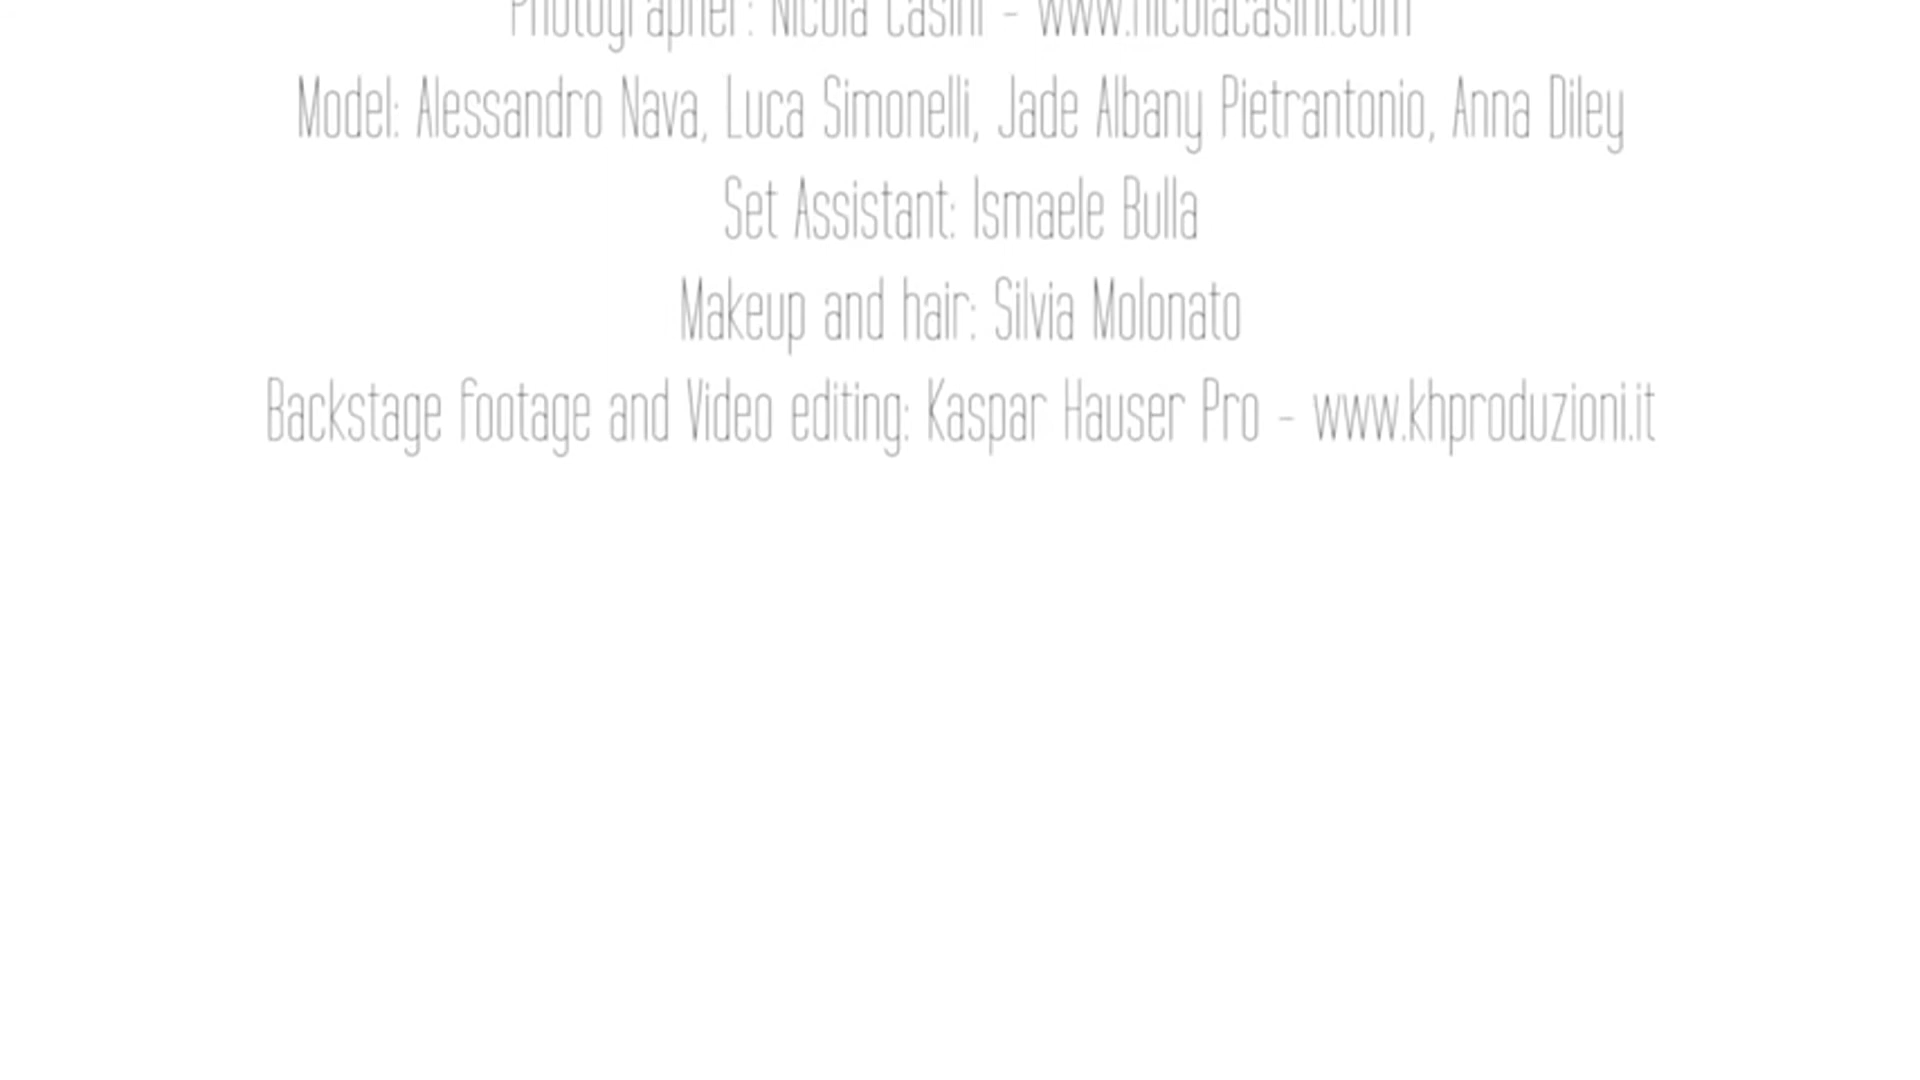 Photographer: Nicola Casini - www.nicolacasini.com
Model: Alessandro Nava, Luca Simonelli, Jade Albany Pietrantonio, Anna Diley
Set Assistant: Ismaele Bulla
Makeup and hair: Silvia Molonato
Backstage footage and Video editing: Kaspar Hauser Pro - www.khproduzioni.it